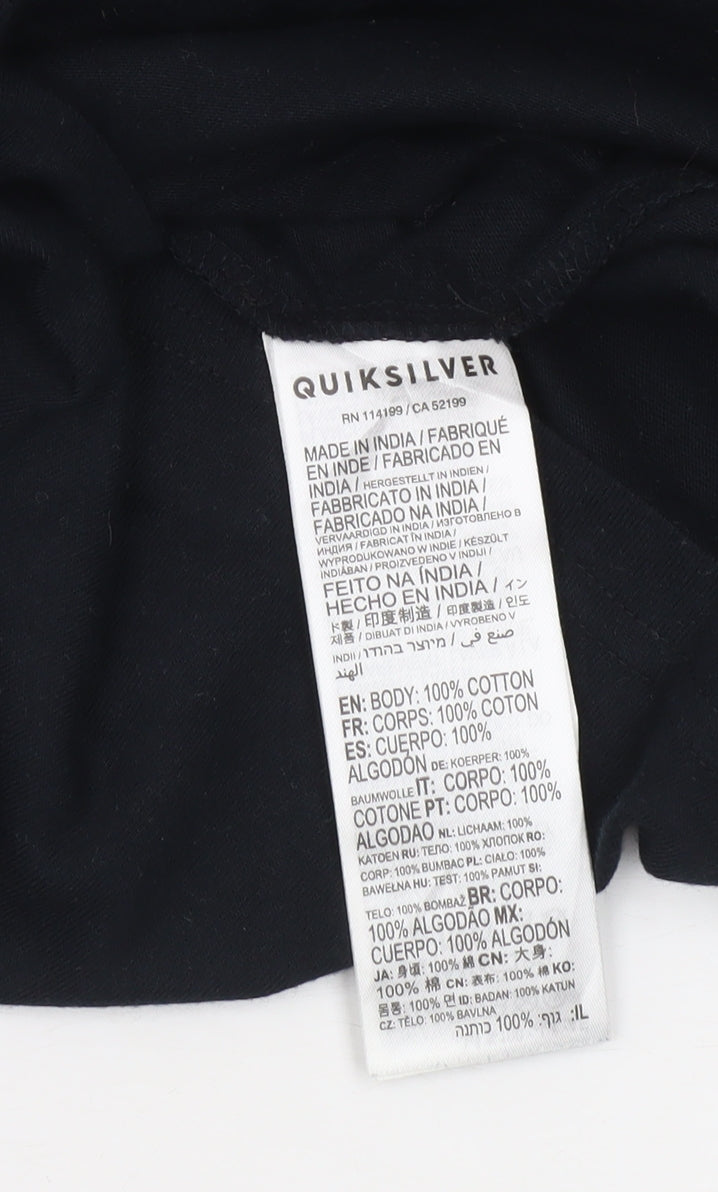 QUIKSILVER
RN 114199 / CA 52199
MADE IN INDIA / FABRIQUÉ
EN INDE / FABRICADO EN
INDIA / HERGESTELLT IN INDIEN /
FABBRICATO IN INDIA /
FABRICADO NA INDIA /
VERVAARDIGD IN INDIA / ИЗГОТОВЛЕНО В
ИНДИЯ / FABRICAT ÎN INDIA /
WYPRODUKOWANO W INDIE / KÉSZÜLT
INDIÁBAN / PROIZVEDENO V INDIJI /
FEITO NA ÍNDIA /
HECHO EN INDIA / イン
ド製 / 印度制造 / 印度製造 / 인도
제품 / DIBUAT DI INDIA / VYROBENO V
INDII / מיוצר בהודו / صنع في
الهند
EN: BODY: 100% COTTON
FR: CORPS: 100% COTON
ES: CUERPO: 100%
ALGODÓN DE: KOERPER: 100%
BAUMWOLLE IT: CORPO: 100%
COTONE PT: CORPO: 100%
ALGODAO NL: LICHAAM: 100%
KATOEN RU: ТЕЛО: 100% ХЛОПОК RO:
CORP: 100% BUMBAC PL: CIAŁO: 100%
BAWEŁNA HU: TEST: 100% PAMUT SI:
TELO: 100% BOMBAŽ BR: CORPO:
100% ALGODÃO MX:
CUERPO: 100% ALGODÓN
JA: 身頃: 100% 綿 CN: 大身:
100% 棉 CN: 表布: 100% 棉 KO:
몸통: 100% 면 ID: BADAN: 100% KATUN
CZ: TĚLO: 100% BAVLNA
IL: גוף: 100% כותנה